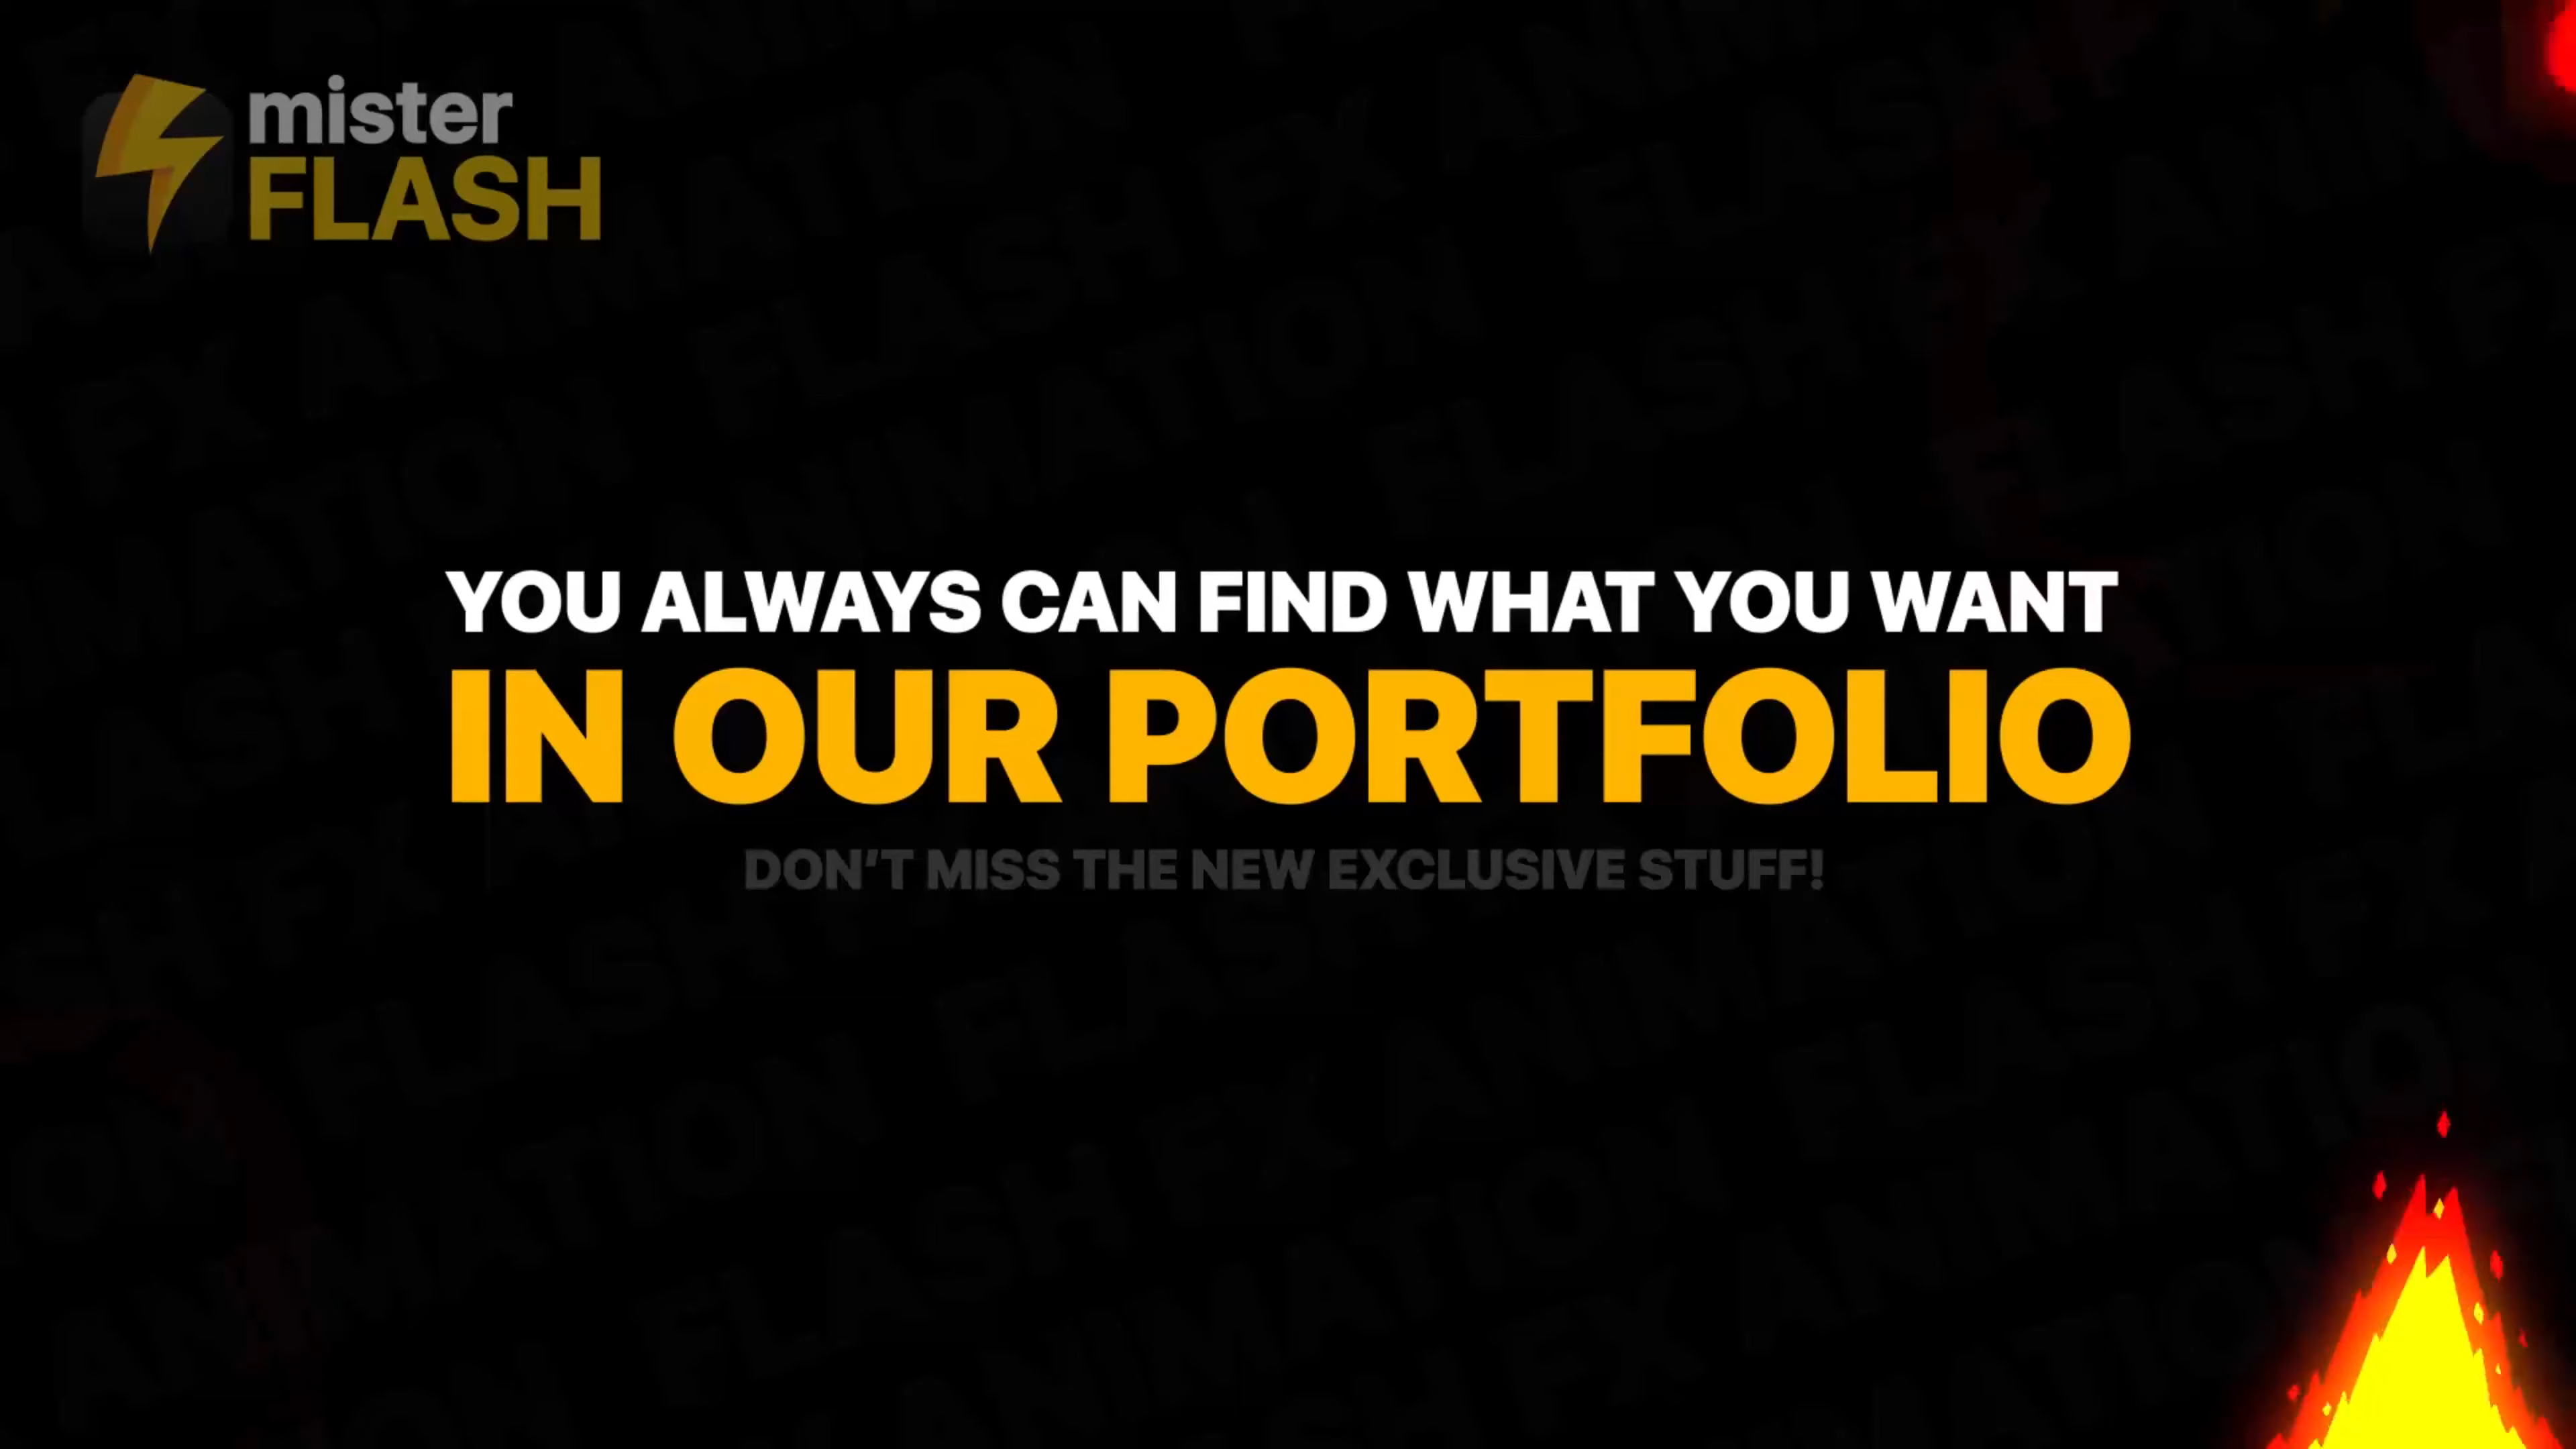 mister
FLASH
YOU ALWAYS CAN FIND WHAT YOU WANT
IN OUR PORTFOLIO
DON'T MISS THE NEW EXCLUSIVE STUFF!